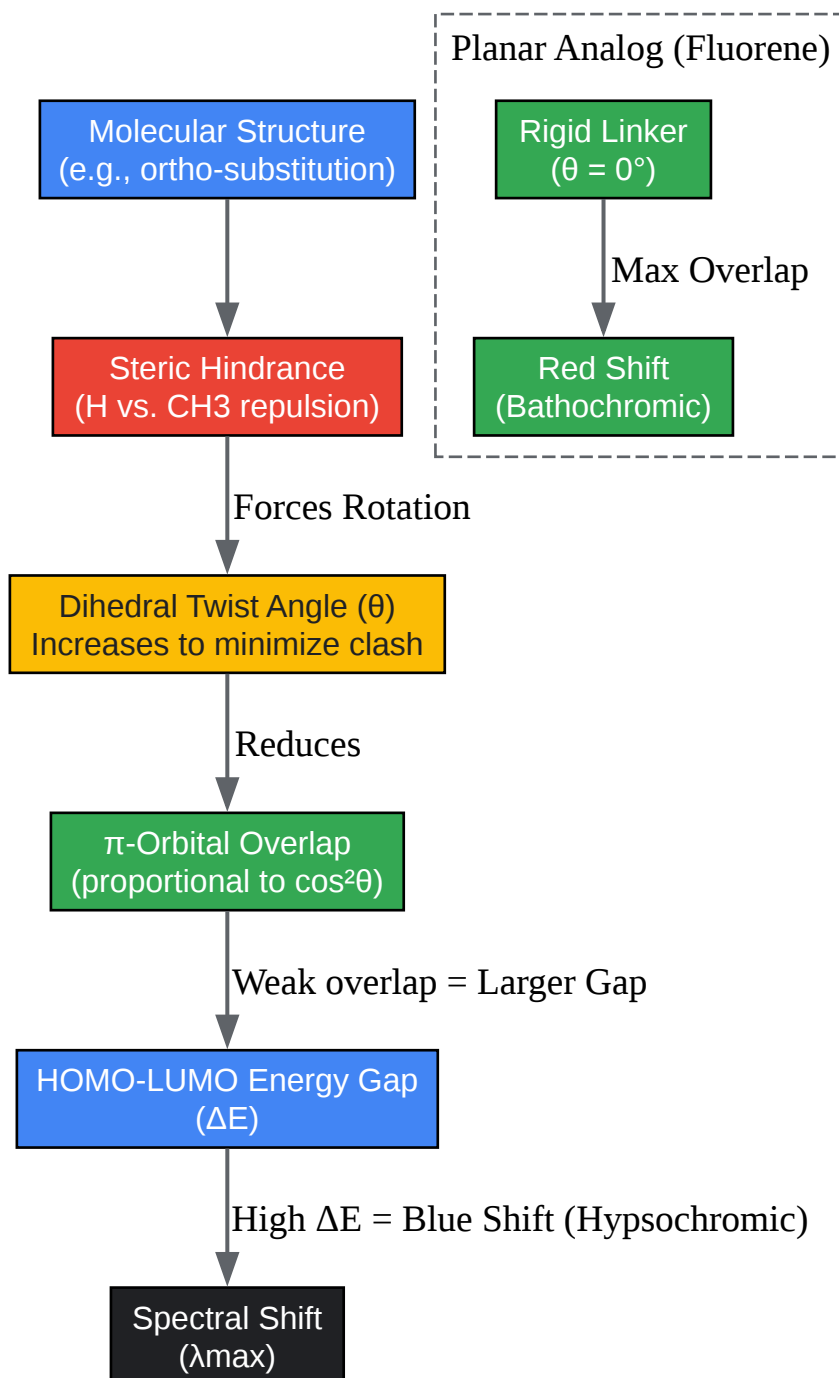 Planar Analog (Fluorene)
Molecular Structure
(e.g., ortho-substitution)
Rigid Linker
(θ = 0°)
Max Overlap
Steric Hindrance
(H vs. CH3 repulsion)
Red Shift
(Bathochromic)
Forces Rotation
Dihedral Twist Angle (θ)
Increases to minimize clash
Reduces
π-Orbital Overlap
(proportional to cos²θ)
Weak overlap = Larger Gap
HOMO-LUMO Energy Gap
(ΔE)
High ΔE = Blue Shift (Hypsochromic)
Spectral Shift
(λmax)